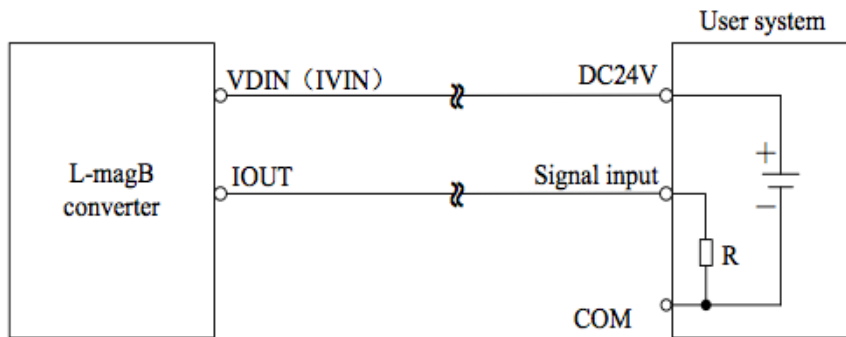 User system
VDIN（IVIN）
DC24V
L-magB
converter
IOUT
Signal input
+
−
R
COM